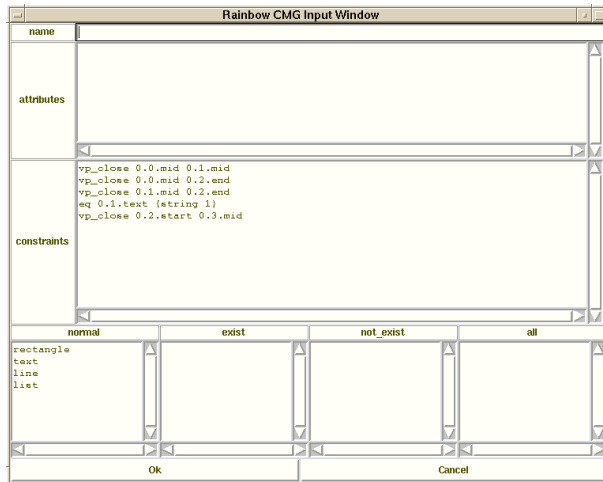 Rainbow CMG Input Window
name
attributes
vp_close 0.0.mid 0.1.mid
vp_close 0.0.mid 0.2.end
vp_close 0.1.mid 0.2.end
eq 0.1.text {string 1}
vp_close 0.2.start 0.3.mid
constraints
normal exist not_exist all
rectangle
text
line
list
Ok Cancel